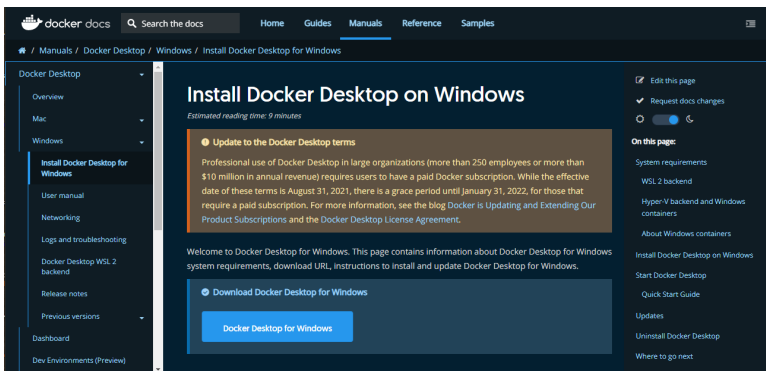 docker docs
Search the docs
Home
Guides
Manuals
Reference
Samples
/ Manuals / Docker Desktop / Windows / Install Docker Desktop for Windows
Docker Desktop
Overview
Mac
Windows
Install Docker Desktop for
Windows
User manual
Networking
Logs and troubleshooting
Docker Desktop WSL 2
backend
Release notes
Previous versions
Dashboard
Dev Environments (Preview)
Install Docker Desktop on Windows
Estimated reading time: 9 minutes
Update to the Docker Desktop terms
Professional use of Docker Desktop in large organizations (more than 250 employees or more than
$10 million in annual revenue) requires users to have a paid Docker subscription. While the effective
date of these terms is August 31, 2021, there is a grace period until January 31, 2022, for those that
require a paid subscription. For more information, see the blog Docker is Updating and Extending Our
Product Subscriptions and the Docker Desktop License Agreement.
Welcome to Docker Desktop for Windows. This page contains information about Docker Desktop for Windows
system requirements, download URL, instructions to install and update Docker Desktop for Windows.
Download Docker Desktop for Windows
Docker Desktop for Windows
Edit this page
Request docs changes
On this page:
System requirements
WSL 2 backend
Hyper-V backend and Windows
containers
About Windows containers
Install Docker Desktop on Windows
Start Docker Desktop
Quick Start Guide
Updates
Uninstall Docker Desktop
Where to go next